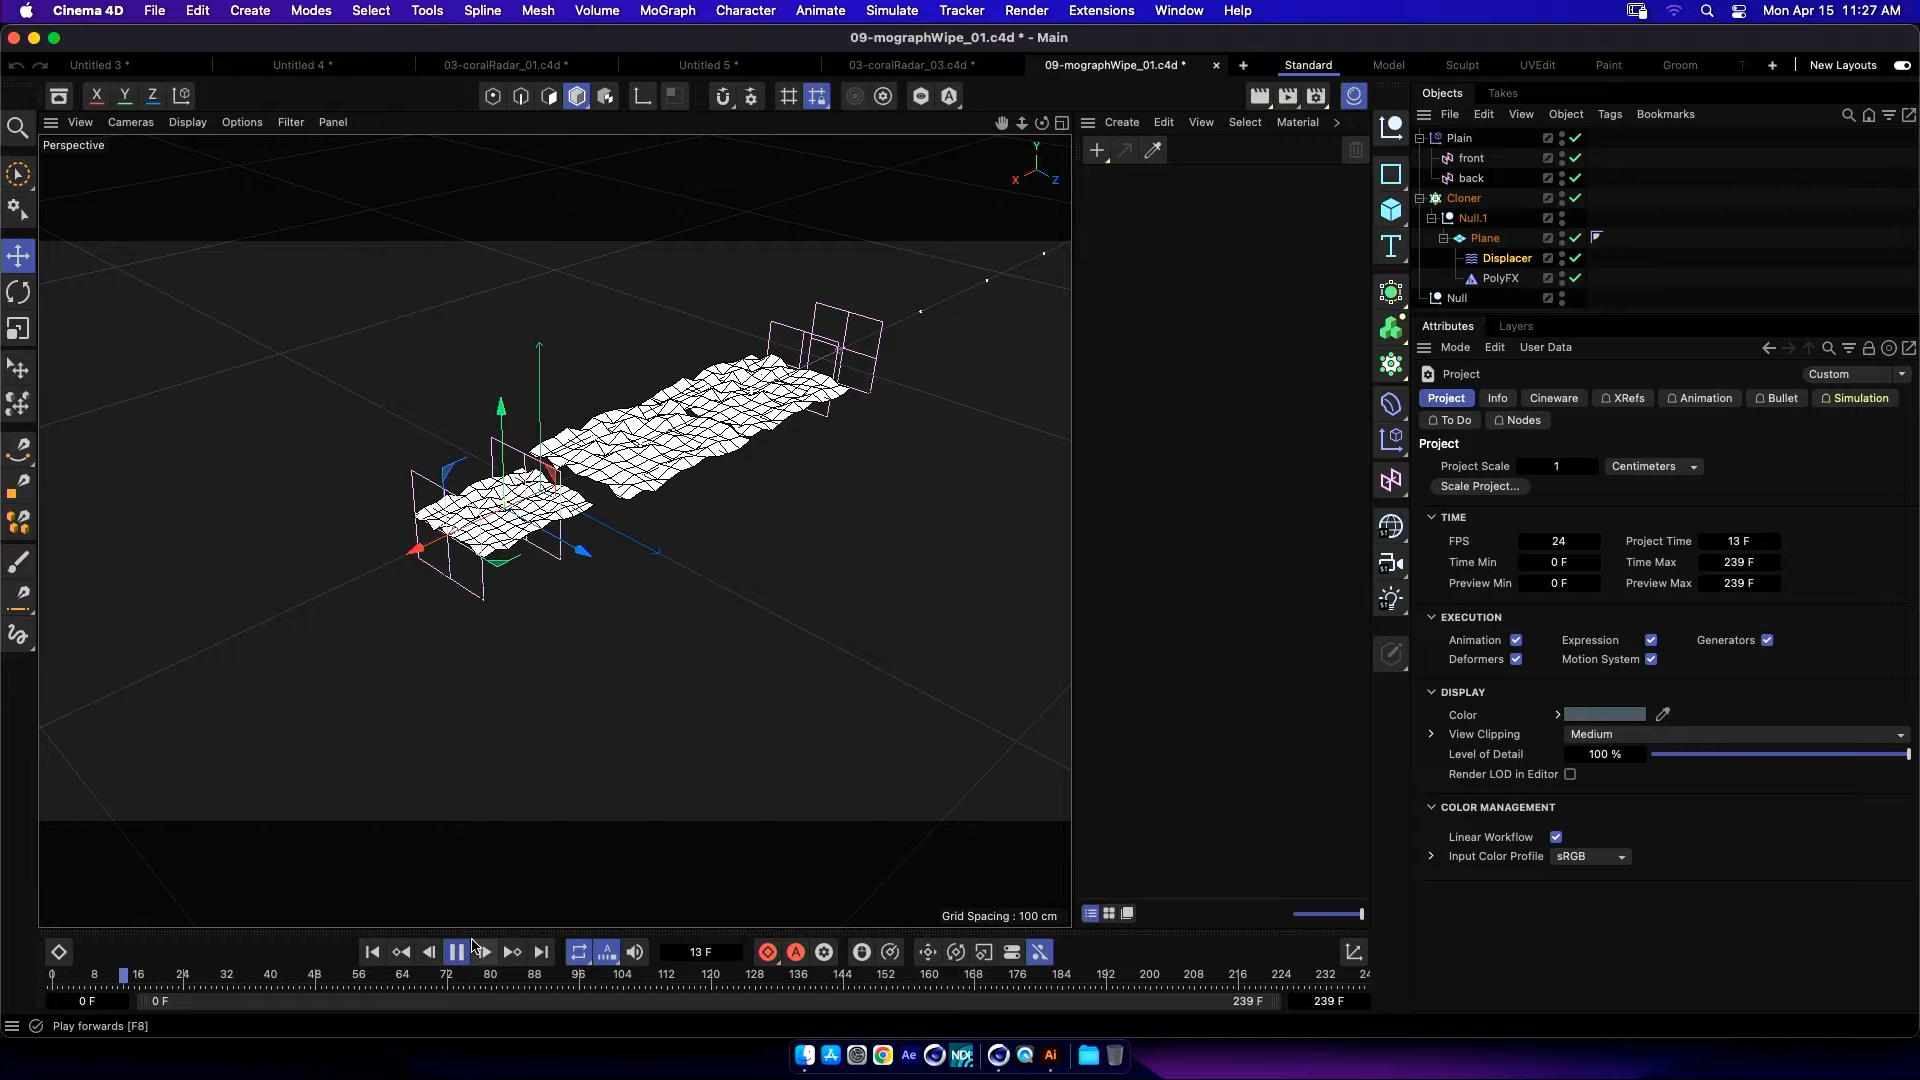 Cinema 4D File Edit Create Modes Select Tools Spline Mesh Volume MoGraph Character Animate Simulate Tracker Render Extensions Window Help Mon Apr 15 11:27 AM
09-mographWipe_01.c4d * - Main
Untitled 3 * Untitled 4 * 03-coralRadar_01.c4d * Untitled 5 * 03-coralRadar_03.c4d * 09-mographWipe_01.c4d * × + Standard Model Sculpt UVEdit Paint Groom + New Layouts
X Y Z
Objects Takes
View Cameras Display Options Filter Panel
Create Edit View Select Material >
File Edit View Object Tags Bookmarks
Perspective
Y
X Z
Plain
front
back
Cloner
Null.1
Plane
Displacer
PolyFX
Null
Attributes Layers
Mode Edit User Data
Project Custom
Project Info Cineware XRefs Animation Bullet Simulation
To Do Nodes
Project
Project Scale 1 Centimeters
Scale Project...
TIME
FPS 24 Project Time 13 F
Time Min 0 F Time Max 239 F
Preview Min 0 F Preview Max 239 F
EXECUTION
Animation Expression Generators
Deformers Motion System
DISPLAY
Color
View Clipping Medium
Level of Detail 100 %
Render LOD in Editor
COLOR MANAGEMENT
Linear Workflow
Input Color Profile sRGB
Grid Spacing : 100 cm
13 F
0 8 16 24 32 40 48 56 64 72 80 88 96 104 112 120 128 136 144 152 160 168 176 184 192 200 208 216 224 232 24
0 F 0 F 239 F 239 F
Play forwards [F8]
Ae NDI Ai